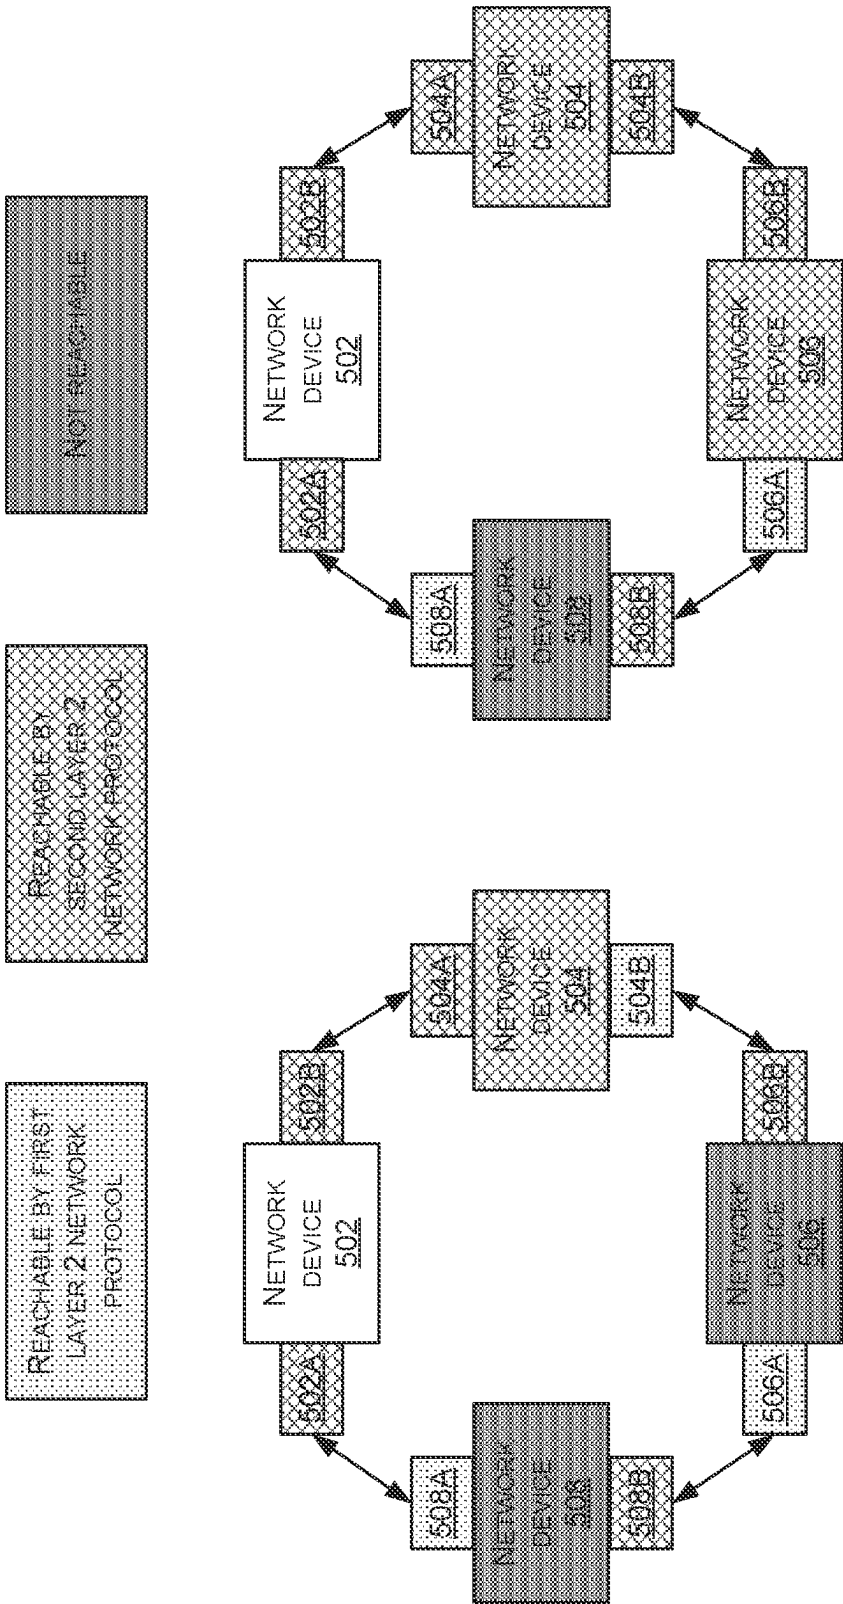 REACHABLE BY FIRST
LAYER 2 NETWORK
PROTOCOL
REACHABLE BY
SECOND LAYER 2
NETWORK PROTOCOL
NOT REACHABLE
502A
NETWORK
DEVICE
502
502B
508A
NETWORK
DEVICE
508
508B
504A
NETWORK
DEVICE
504
504B
506A
NETWORK
DEVICE
506
506B
502A
NETWORK
DEVICE
502
502B
508A
NETWORK
DEVICE
508
508B
504A
NETWORK
DEVICE
504
504B
506A
NETWORK
DEVICE
506
506B